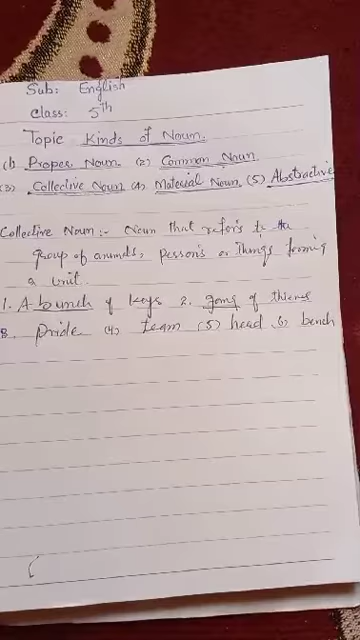 Sub: English
Class: 5th
Topic Kinds of Noun.
(1) Proper Noun (2) Common Noun
(3) Collective Noun (4) Material Noun (5) Abstractive
Collective Noun :- Noun that refers to the
group of animals, person's or things forming
a unit.
1. A bunch of keys 2. gang of thieves
3. Pride (4) team (5) head 6) bench